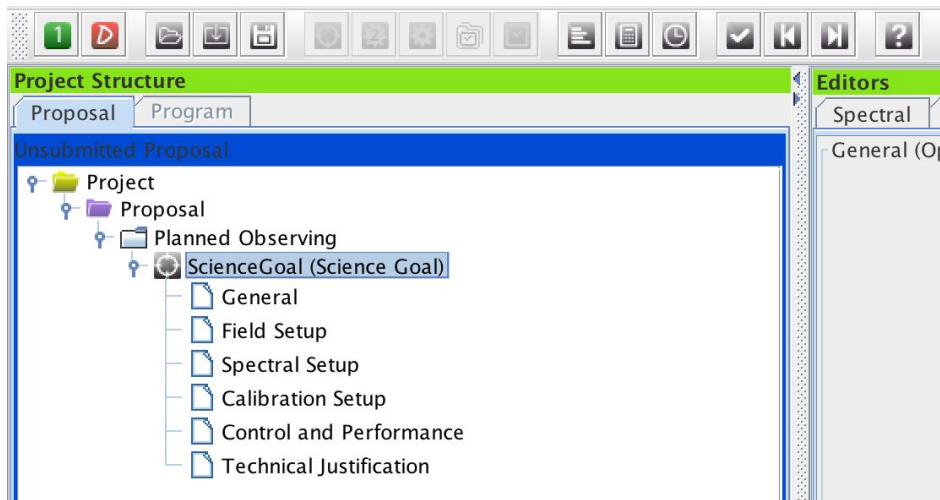 1 D 2 ?
Project Structure
Editors
Proposal Program
Spectral
Unsubmitted Proposal
General (Op
Project
Proposal
Planned Observing
ScienceGoal (Science Goal)
General
Field Setup
Spectral Setup
Calibration Setup
Control and Performance
Technical Justification